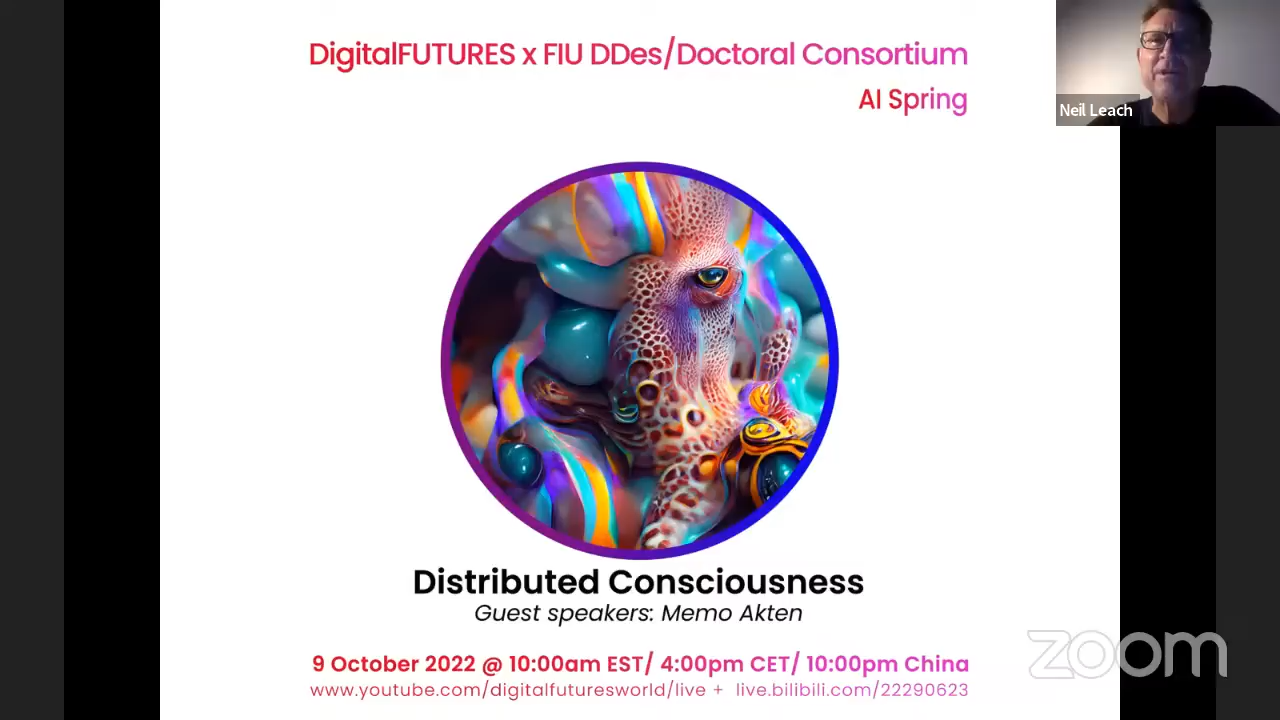 DigitalFUTURES x FIU DDes/Doctoral Consortium
AI Spring
Neil Leach
Distributed Consciousness
Guest speakers: Memo Akten
9 October 2022 @ 10:00am EST/ 4:00pm CET/ 10:00pm China
www.youtube.com/digitalfuturesworld/live + live.bilibili.com/22290623
zoom